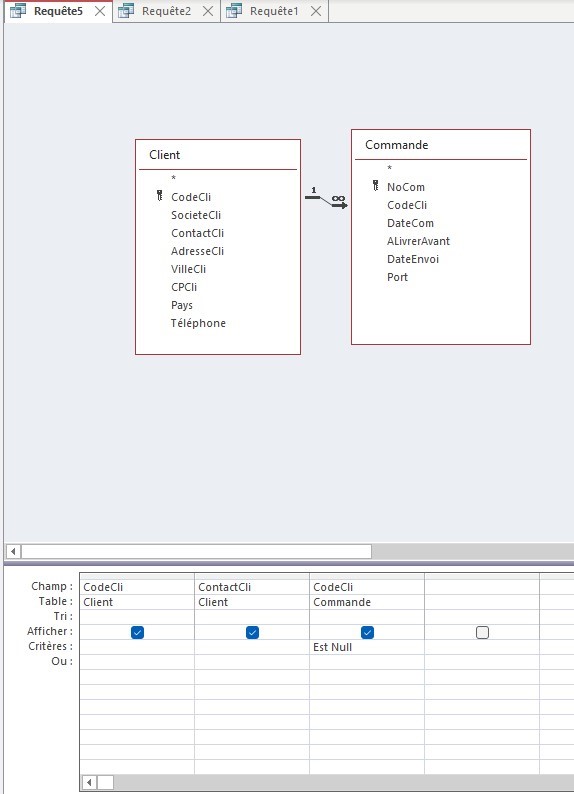 Requête5 Requête2 Requête1
Client
*
CodeCli
SocieteCli
ContactCli
AdresseCli
VilleCli
CPCli
Pays
Téléphone
1 ∞
Commande
*
NoCom
CodeCli
DateCom
ALivrerAvant
DateEnvoi
Port
Champ : CodeCli ContactCli CodeCli
Table : Client Client Commande
Tri :
Afficher :
Critères : Est Null
Ou :